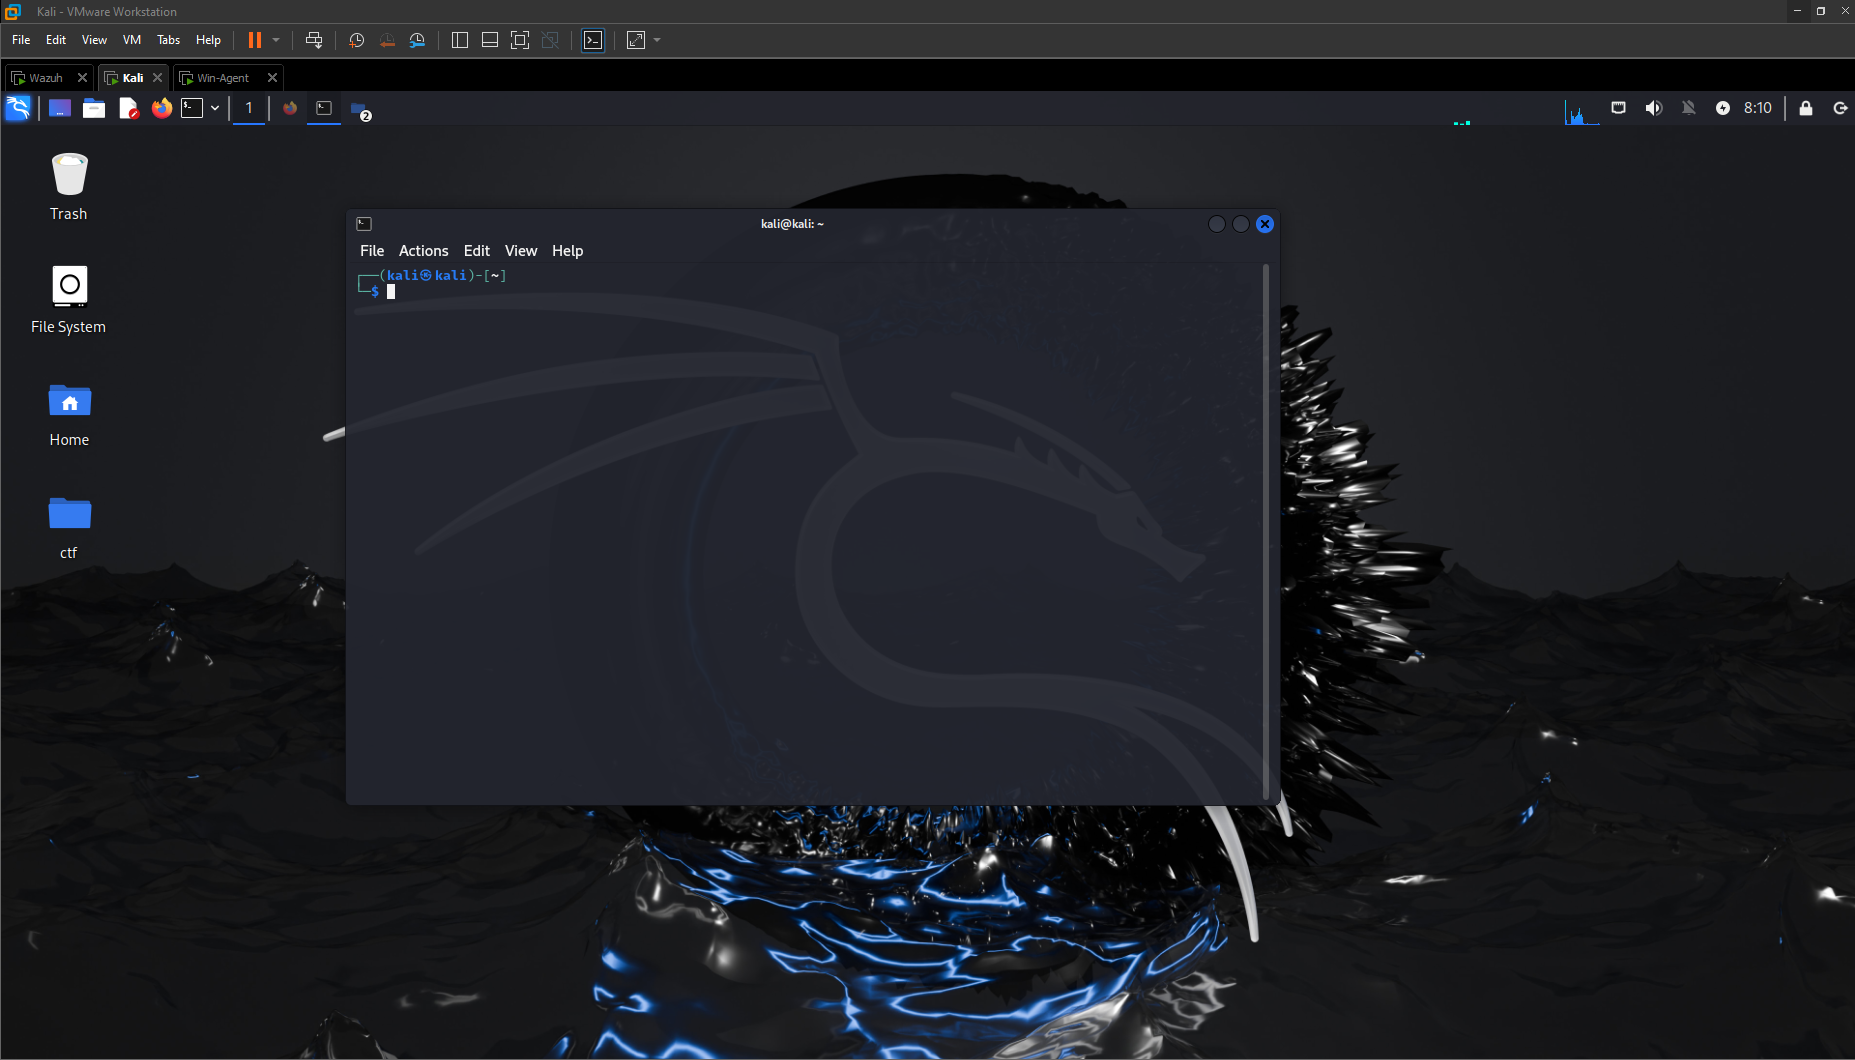 Kali - VMware Workstation
File Edit View VM Tabs Help
Wazuh Kali Win-Agent
1 2 8:10
Trash
File System
Home
ctf
kali@kali: ~
File Actions Edit View Help
┌──(kali㉿kali)-[~]
└─$